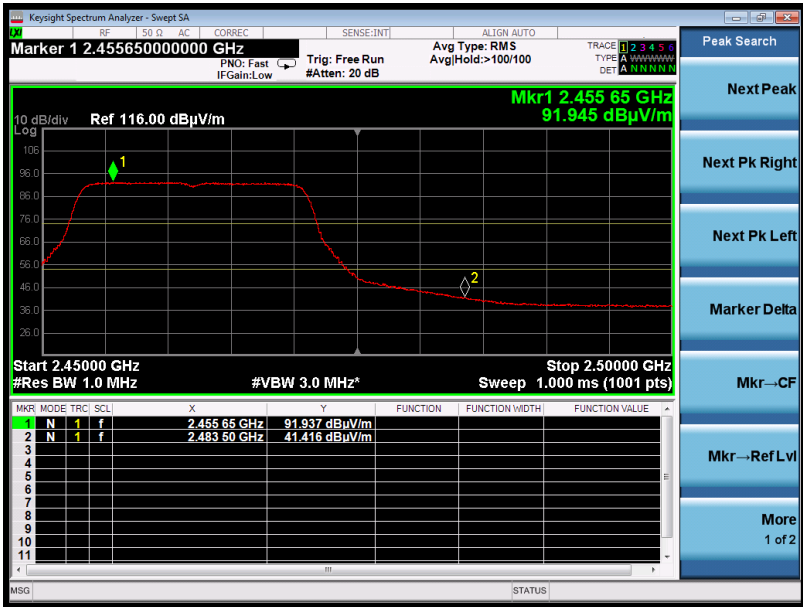 Keysight Spectrum Analyzer - Swept SA
LXI RF 50 Ω AC CORREC SENSE:INT ALIGN AUTO
Marker 1 2.455650000000 GHz
PNO: Fast
IFGain:Low
Trig: Free Run
#Atten: 20 dB
Avg Type: RMS
Avg|Hold:>100/100
TRACE 1 2 3 4 5 6
TYPE A WWWWW
DET A N N N N N
Peak Search
Mkr1 2.455 65 GHz
91.945 dBµV/m
10 dB/div Ref 116.00 dBµV/m
Log
106
96.0
86.0
76.0
66.0
56.0
46.0
36.0
26.0
1
2
Start 2.45000 GHz Stop 2.50000 GHz
#Res BW 1.0 MHz #VBW 3.0 MHz* Sweep 1.000 ms (1001 pts)
MKR MODE TRC SCL X Y FUNCTION FUNCTION WIDTH FUNCTION VALUE
1 N 1 f 2.455 65 GHz 91.937 dBµV/m
2 N 1 f 2.483 50 GHz 41.416 dBµV/m
3
4
5
6
7
8
9
10
11
Next Peak
Next Pk Right
Next Pk Left
Marker Delta
Mkr→CF
Mkr→Ref Lvl
More
1 of 2
MSG STATUS